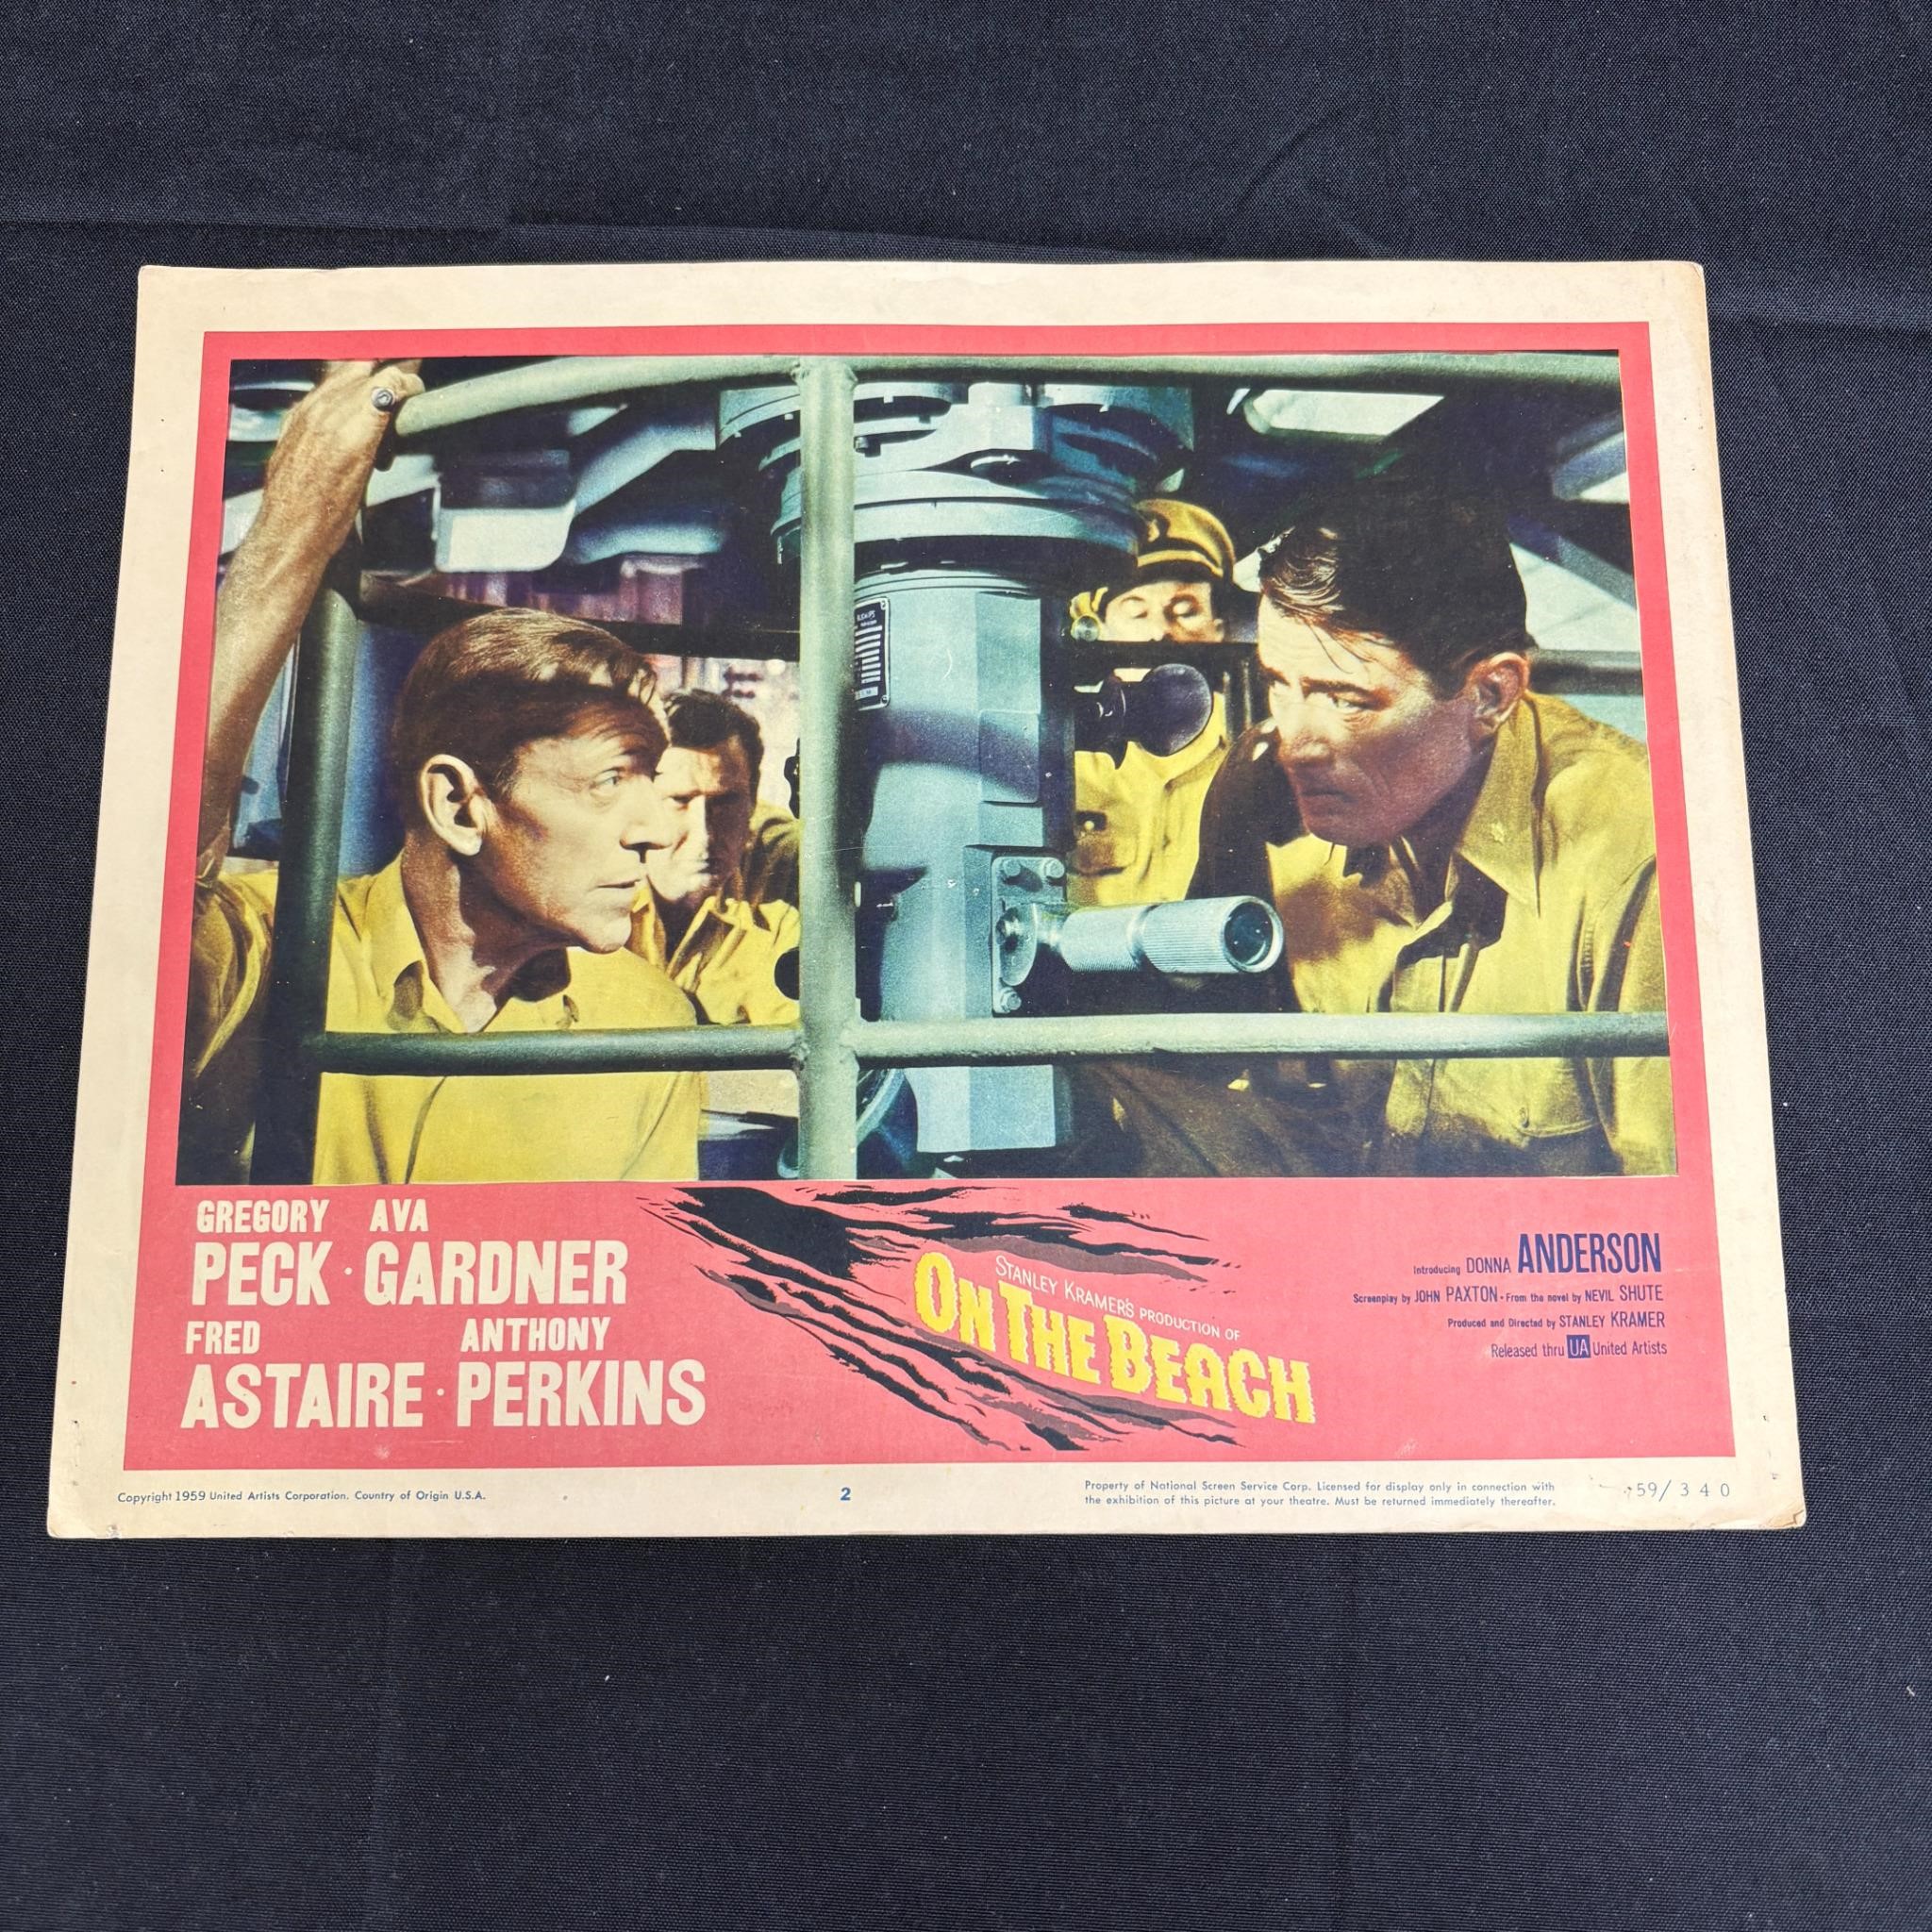 GREGORY AVA
PECK · GARDNER
FRED ANTHONY
ASTAIRE · PERKINS
STANLEY KRAMER'S PRODUCTION OF
ON THE BEACH
Introducing DONNA ANDERSON
Screenplay by JOHN PAXTON · From the novel by NEVIL SHUTE
Produced and Directed by STANLEY KRAMER
Released thru UA United Artists
Copyright 1959 United Artists Corporation. Country of Origin U.S.A.
2
Property of National Screen Service Corp. Licensed for display only in connection with
the exhibition of this picture at your theatre. Must be returned immediately thereafter.
59/340